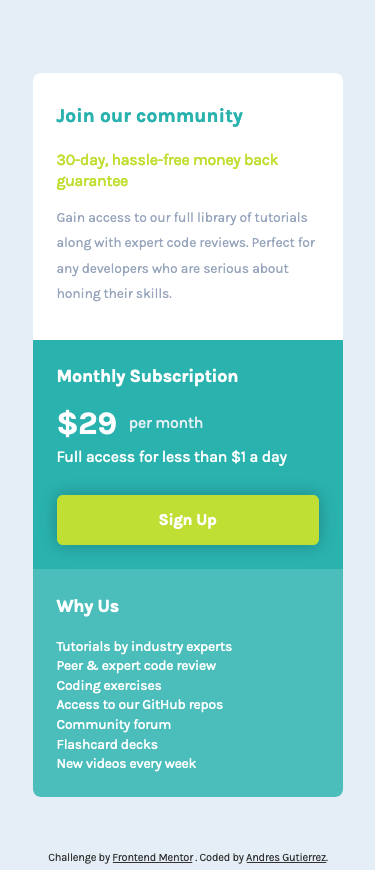 Join our community
30-day, hassle-free money back
guarantee
Gain access to our full library of tutorials
along with expert code reviews. Perfect for
any developers who are serious about
honing their skills.
Monthly Subscription
$29 per month
Full access for less than $1 a day
Sign Up
Why Us
Tutorials by industry experts
Peer & expert code review
Coding exercises
Access to our GitHub repos
Community forum
Flashcard decks
New videos every week
Challenge by Frontend Mentor . Coded by Andres Gutierrez.